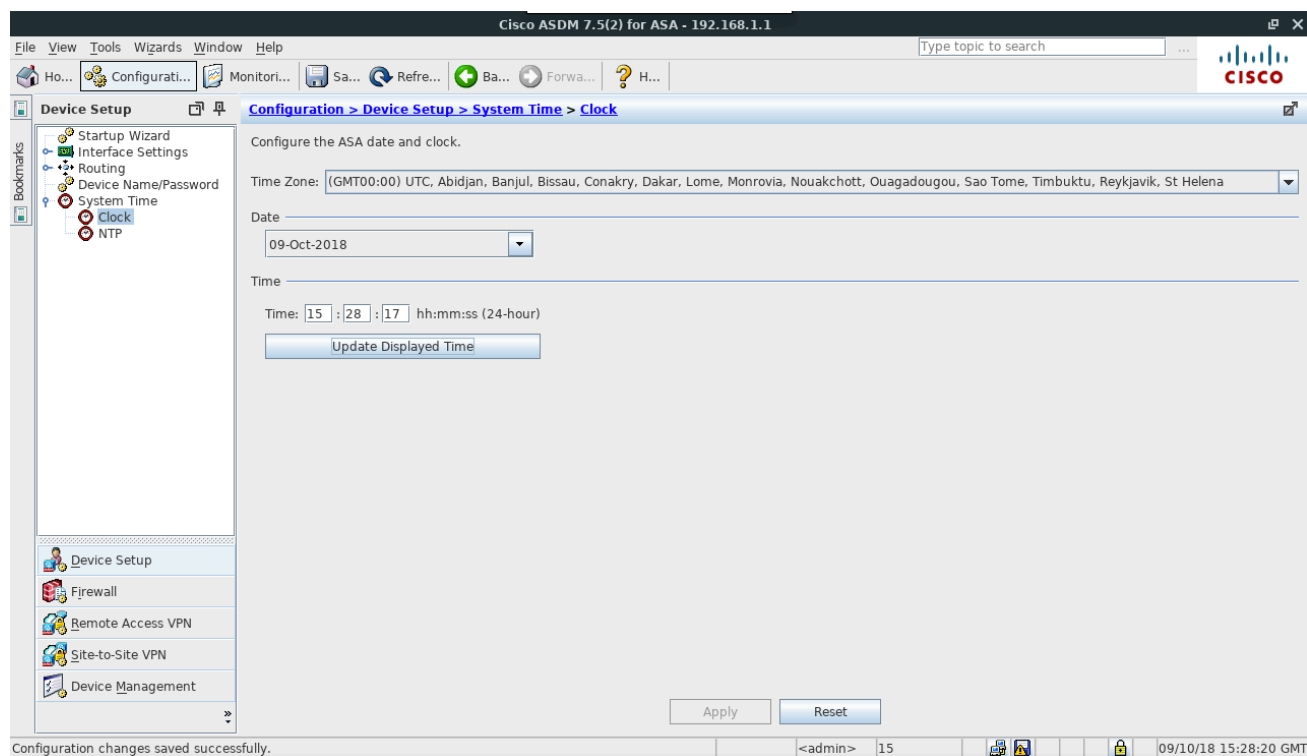 Cisco ASDM 7.5(2) for ASA - 192.168.1.1
File View Tools Wizards Window Help
Type topic to search
...
Ho... Configurati... Monitori... Sa... Refre... Ba... Forwa... H...
CISCO
Bookmarks
Device Setup
Startup Wizard
Interface Settings
Routing
Device Name/Password
System Time
Clock
NTP
Device Setup
Firewall
Remote Access VPN
Site-to-Site VPN
Device Management
Configuration > Device Setup > System Time > Clock
Configure the ASA date and clock.
Time Zone: (GMT00:00) UTC, Abidjan, Banjul, Bissau, Conakry, Dakar, Lome, Monrovia, Nouakchott, Ouagadougou, Sao Tome, Timbuktu, Reykjavik, St Helena
Date
09-Oct-2018
Time
Time: 15 : 28 : 17 hh:mm:ss (24-hour)
Update Displayed Time
Apply Reset
Configuration changes saved successfully.
<admin> 15 09/10/18 15:28:20 GMT